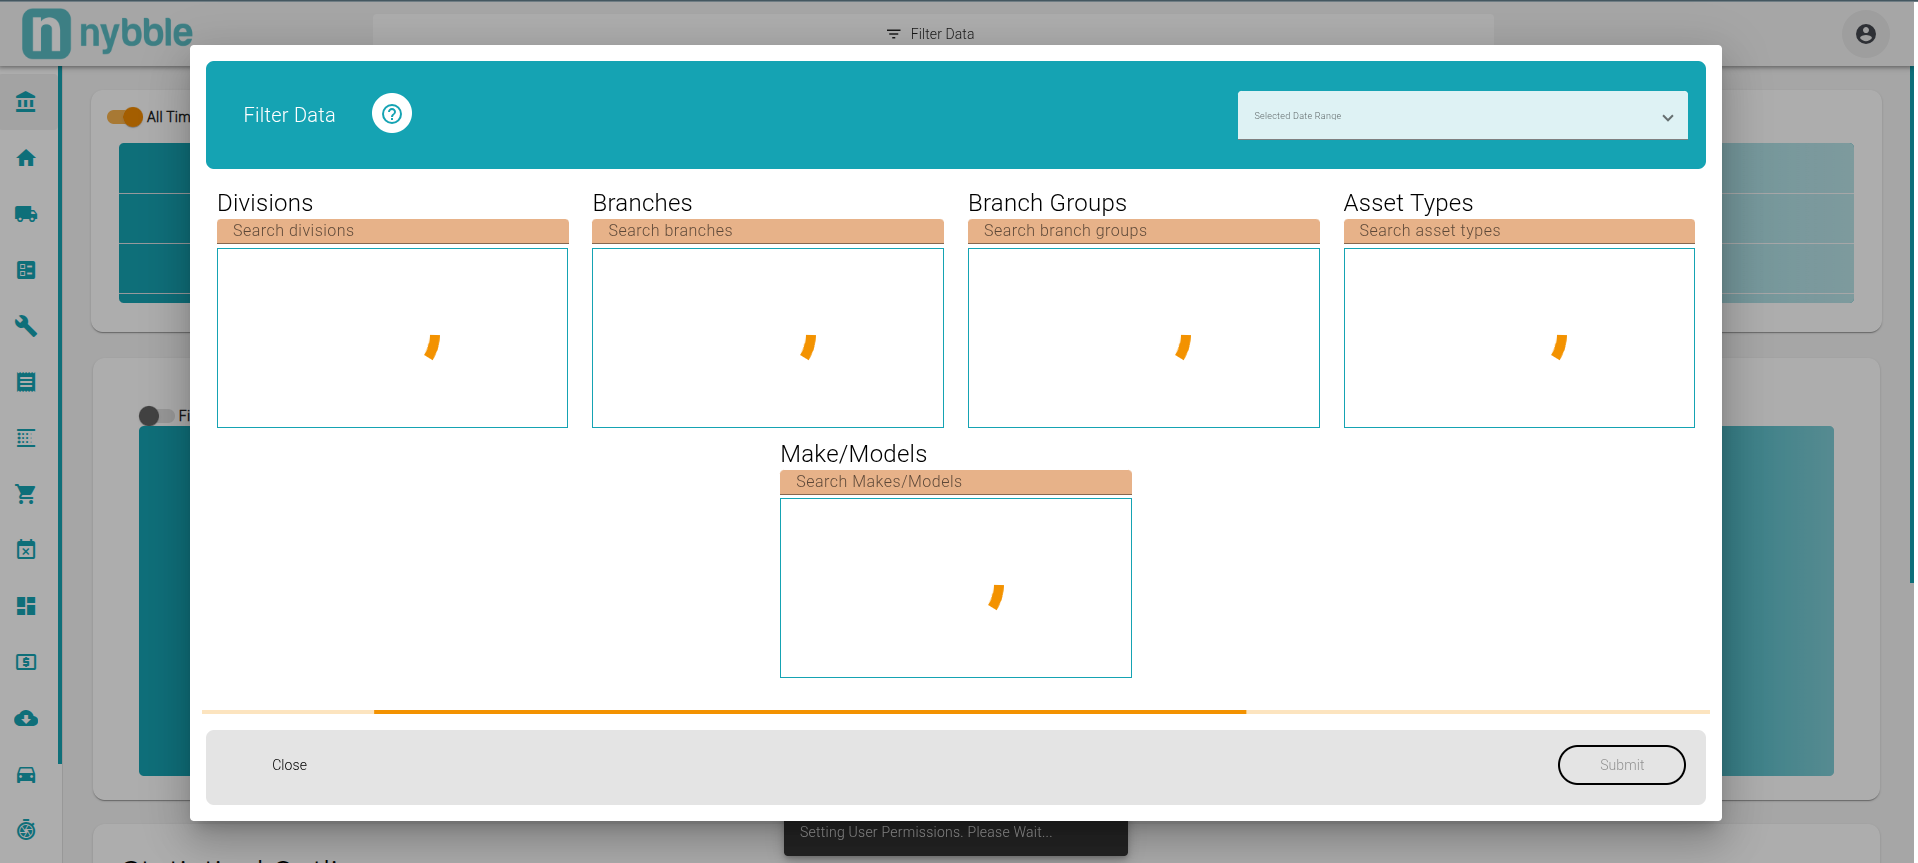 nybble
Filter Data
All Tim
Filter Data
Selected Date Range
Divisions
Branches
Branch Groups
Asset Types
Search divisions
Search branches
Search branch groups
Search asset types
Fi
Make/Models
Search Makes/Models
Close
Submit
Setting User Permissions. Please Wait...